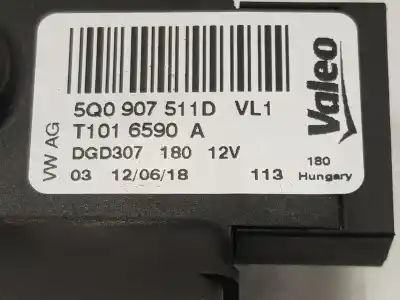 5Q0 907 511D VL1
T101 6590 A
DGD307 180 12V
03 12/06/18 113
VW AG
Valeo
180
Hungary